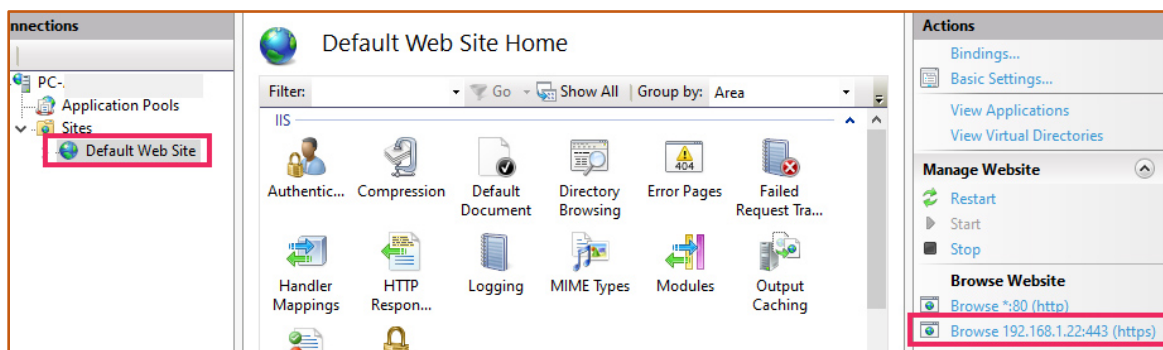 nnections
PC-
Application Pools
Sites
Default Web Site
Default Web Site Home
Filter:
Go
Show All
Group by:
Area
IIS
Authentic...
Compression
Default Document
Directory Browsing
Error Pages
404
Failed Request Tra...
Handler Mappings
HTTP Respon...
Logging
MIME Types
Modules
Output Caching
Actions
Bindings...
Basic Settings...
View Applications
View Virtual Directories
Manage Website
Restart
Start
Stop
Browse Website
Browse *:80 (http)
Browse 192.168.1.22:443 (https)